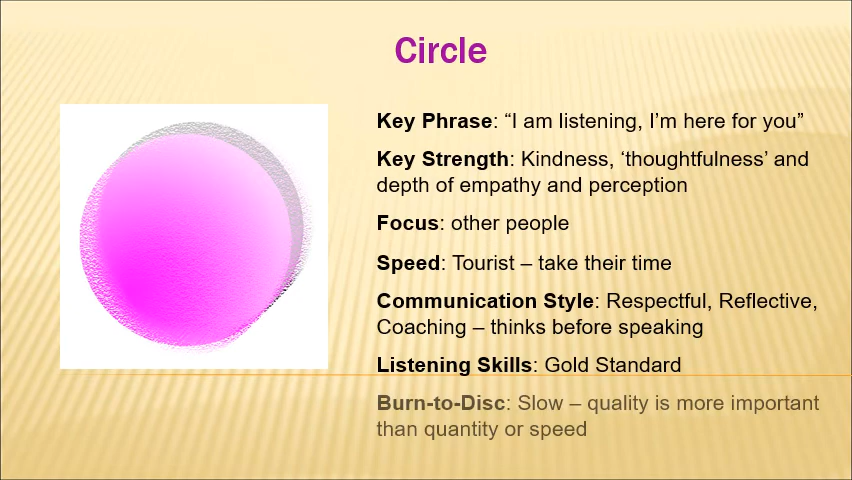 Circle
Key Phrase: “I am listening, I’m here for you”
Key Strength: Kindness, ‘thoughtfulness’ and
depth of empathy and perception
Focus: other people
Speed: Tourist – take their time
Communication Style: Respectful, Reflective,
Coaching – thinks before speaking
Listening Skills: Gold Standard
Burn-to-Disc: Slow – quality is more important
than quantity or speed